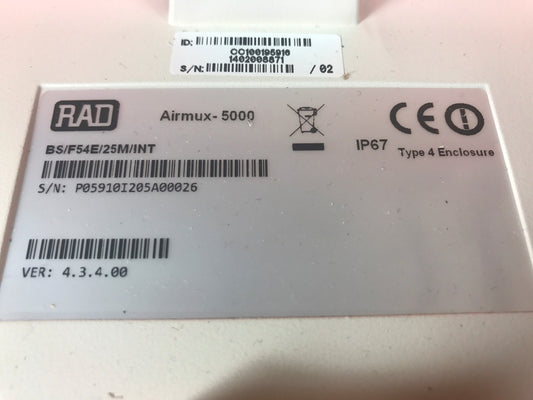 ID:
CC100195916
1402008871
S/N: / 02
RAD Airmux- 5000
BS/F54E/25M/INT
IP67 Type 4 Enclosure
S/N: P05910I205A00026
VER: 4.3.4.00